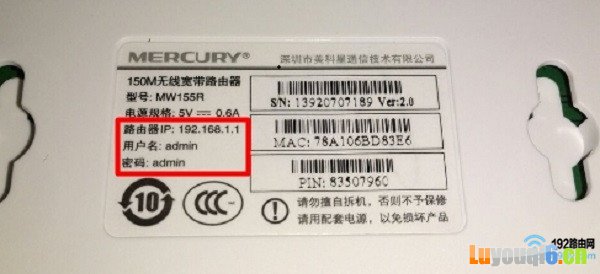 MERCURY®
深圳市美科星通信技术有限公司
150M无线宽带路由器
型号: MW155R
电源规格: 5V ⎓ 0.6A
路由器IP: 192.168.1.1
用户名: admin
密码: admin
S/N: 13920707189 Ver:2.0
MAC: 78A106BD83E6
PIN: 83507960
10
CCC
请勿擅自拆机, 否则不予保修
请用配套电源, 以免损坏产品
192路由网
Luyouqi6.cn